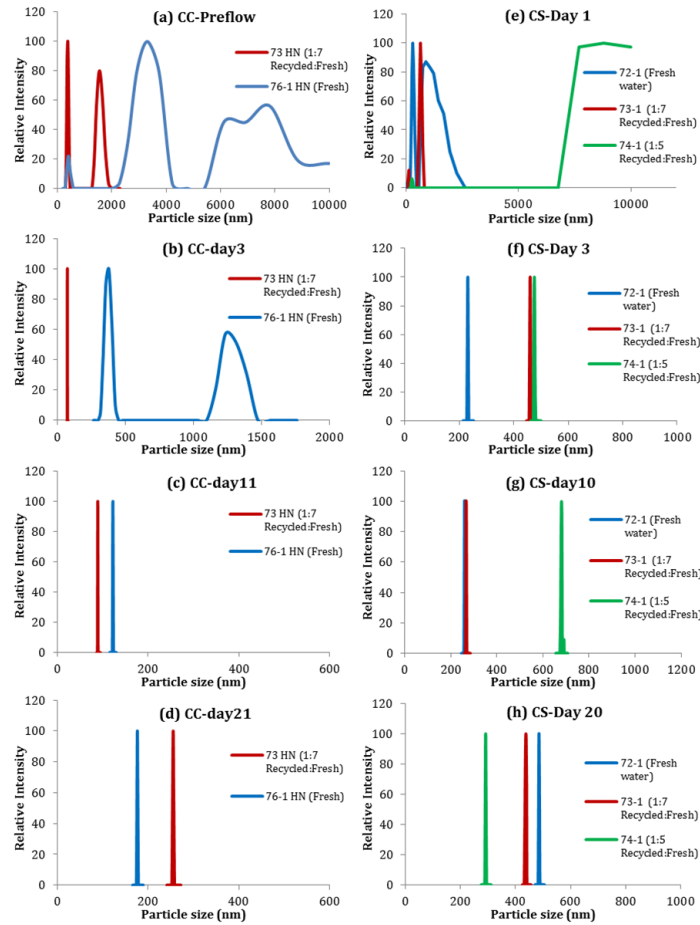 (a) CC-Preflow
Relative Intensity
120
100
80
60
40
20
0
0 2000 4000 6000 8000 10000
Particle size (nm)
73 HN (1:7
Recycled:Fresh)
76-1 HN (Fresh)
(e) CS-Day 1
Relative Intensity
120
100
80
60
40
20
0
0 5000 10000
Particle size (nm)
72-1 (Fresh
water)
73-1 (1:7
Recycled:Fresh)
74-1 (1:5
Recycled:Fresh)
(b) CC-day3
Relative Intensity
120
100
80
60
40
20
0
0 500 1000 1500 2000
Particle size (nm)
73 HN (1:7
Recycled:Fresh)
76-1 HN (Fresh)
(f) CS-Day 3
Relative Intensity
120
100
80
60
40
20
0
0 200 400 600 800 1000
Particle size (nm)
72-1 (Fresh
water)
73-1 (1:7
Recycled:Fresh)
74-1 (1:5
Recycled:Fresh)
(c) CC-day11
Relative Intensity
120
100
80
60
40
20
0
0 200 400 600
Particle size (nm)
73 HN (1:7
Recycled:Fresh)
76-1 HN (Fresh)
(g) CS-day10
Relative Intensity
120
100
80
60
40
20
0
0 200 400 600 800 1000 1200
Particle size (nm)
72-1 (Fresh
water)
73-1 (1:7
Recycled:Fresh)
74-1 (1:5
Recycled:Fresh)
(d) CC-day21
Relative Intensity
120
100
80
60
40
20
0
0 200 400 600
Particle size (nm)
73 HN (1:7
Recycled:Fresh)
76-1 HN (Fresh)
(h) CS-Day 20
Relative Intensity
120
100
80
60
40
20
0
0 200 400 600 800 1000
Particle size (nm)
72-1 (Fresh
water)
73-1 (1:7
Recycled:Fresh)
74-1 (1:5
Recycled:Fresh)